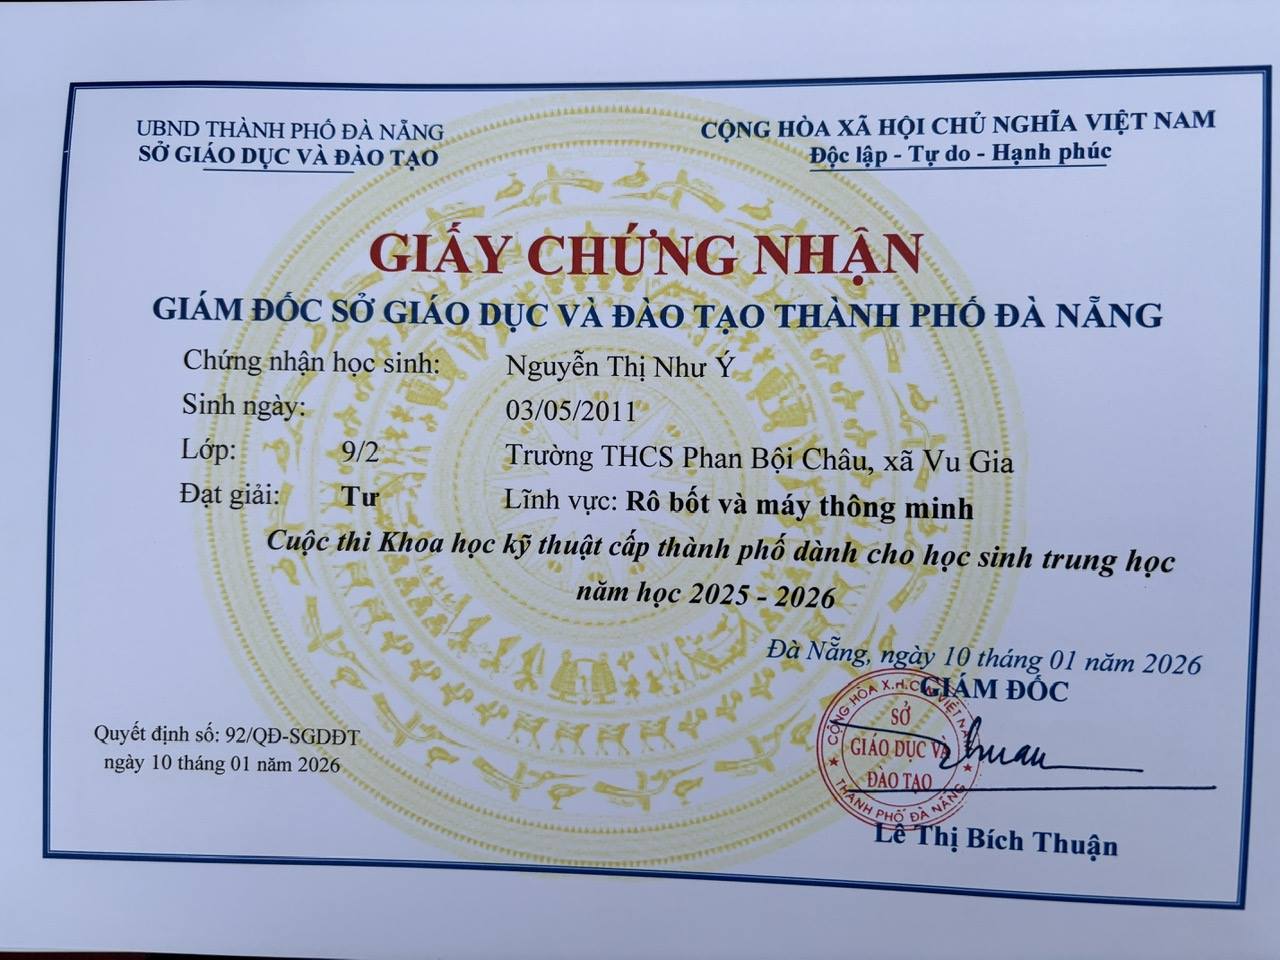 UBND THÀNH PHỐ ĐÀ NẴNG
SỞ GIÁO DỤC VÀ ĐÀO TẠO
CỘNG HÒA XÃ HỘI CHỦ NGHĨA VIỆT NAM
Độc lập - Tự do - Hạnh phúc
GIẤY CHỨNG NHẬN
GIÁM ĐỐC SỞ GIÁO DỤC VÀ ĐÀO TẠO THÀNH PHỐ ĐÀ NẴNG
Chứng nhận học sinh: Nguyễn Thị Như Ý
Sinh ngày: 03/05/2011
Lớp: 9/2 Trường THCS Phan Bội Châu, xã Vu Gia
Đạt giải: Tư Lĩnh vực: Rô bốt và máy thông minh
Cuộc thi Khoa học kỹ thuật cấp thành phố dành cho học sinh trung học
năm học 2025 - 2026
Đà Nẵng, ngày 10 tháng 01 năm 2026
GIÁM ĐỐC
CỘNG HÒA X.H.C.N VIỆT NAM
SỞ
GIÁO DỤC VÀ
ĐÀO TẠO
THÀNH PHỐ ĐÀ NẴNG
Thuan
Lê Thị Bích Thuận
Quyết định số: 92/QĐ-SGDĐT
ngày 10 tháng 01 năm 2026